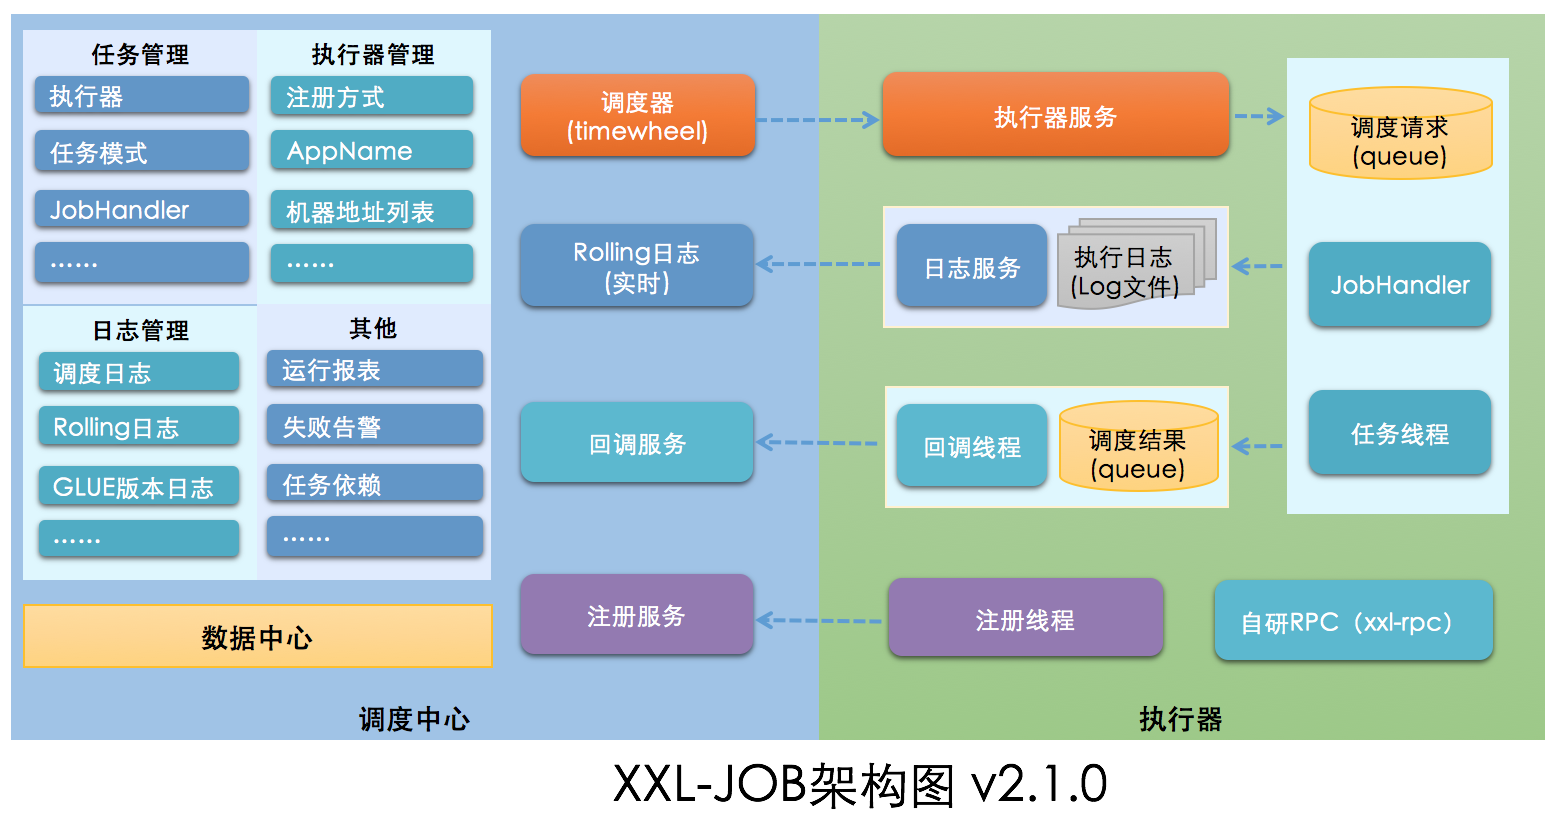 任务管理
执行器
任务模式
JobHandler
......
执行器管理
注册方式
AppName
机器地址列表
......
日志管理
调度日志
Rolling日志
GLUE版本日志
......
其他
运行报表
失败告警
任务依赖
......
数据中心
调度器
(timewheel)
Rolling日志
(实时)
回调服务
注册服务
调度中心
执行器服务
日志服务
执行日志
(Log文件)
回调线程
调度结果
(queue)
注册线程
调度请求
(queue)
JobHandler
任务线程
自研RPC（xxl-rpc）
执行器
XXL-JOB架构图 v2.1.0